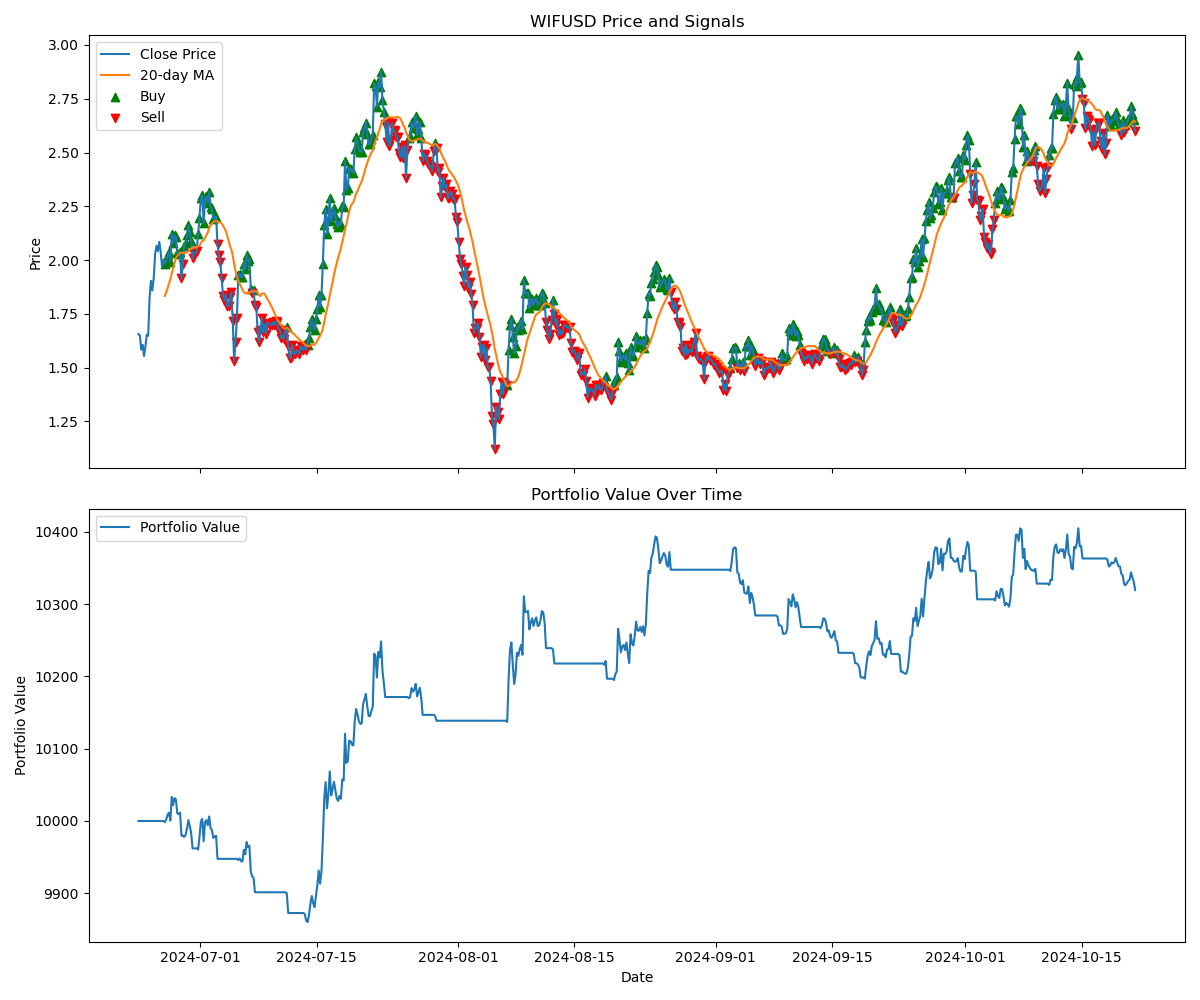 WIFUSD Price and Signals
3.00
2.75
2.50
2.25
2.00
1.75
1.50
1.25
Price
Close Price
20-day MA
Buy
Sell
Portfolio Value Over Time
10400
10300
10200
10100
10000
9900
Portfolio Value
Portfolio Value
2024-07-01
2024-07-15
2024-08-01
2024-08-15
2024-09-01
2024-09-15
2024-10-01
2024-10-15
Date